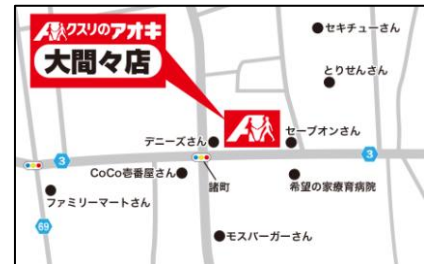 クスリのアオキ
大間々店
セキチューさん
とりせんさん
デニーズさん
セーブオンさん
3
3
CoCo壱番屋さん
諸町
希望の家療育病院
ファミリーマートさん
69
モスバーガーさん